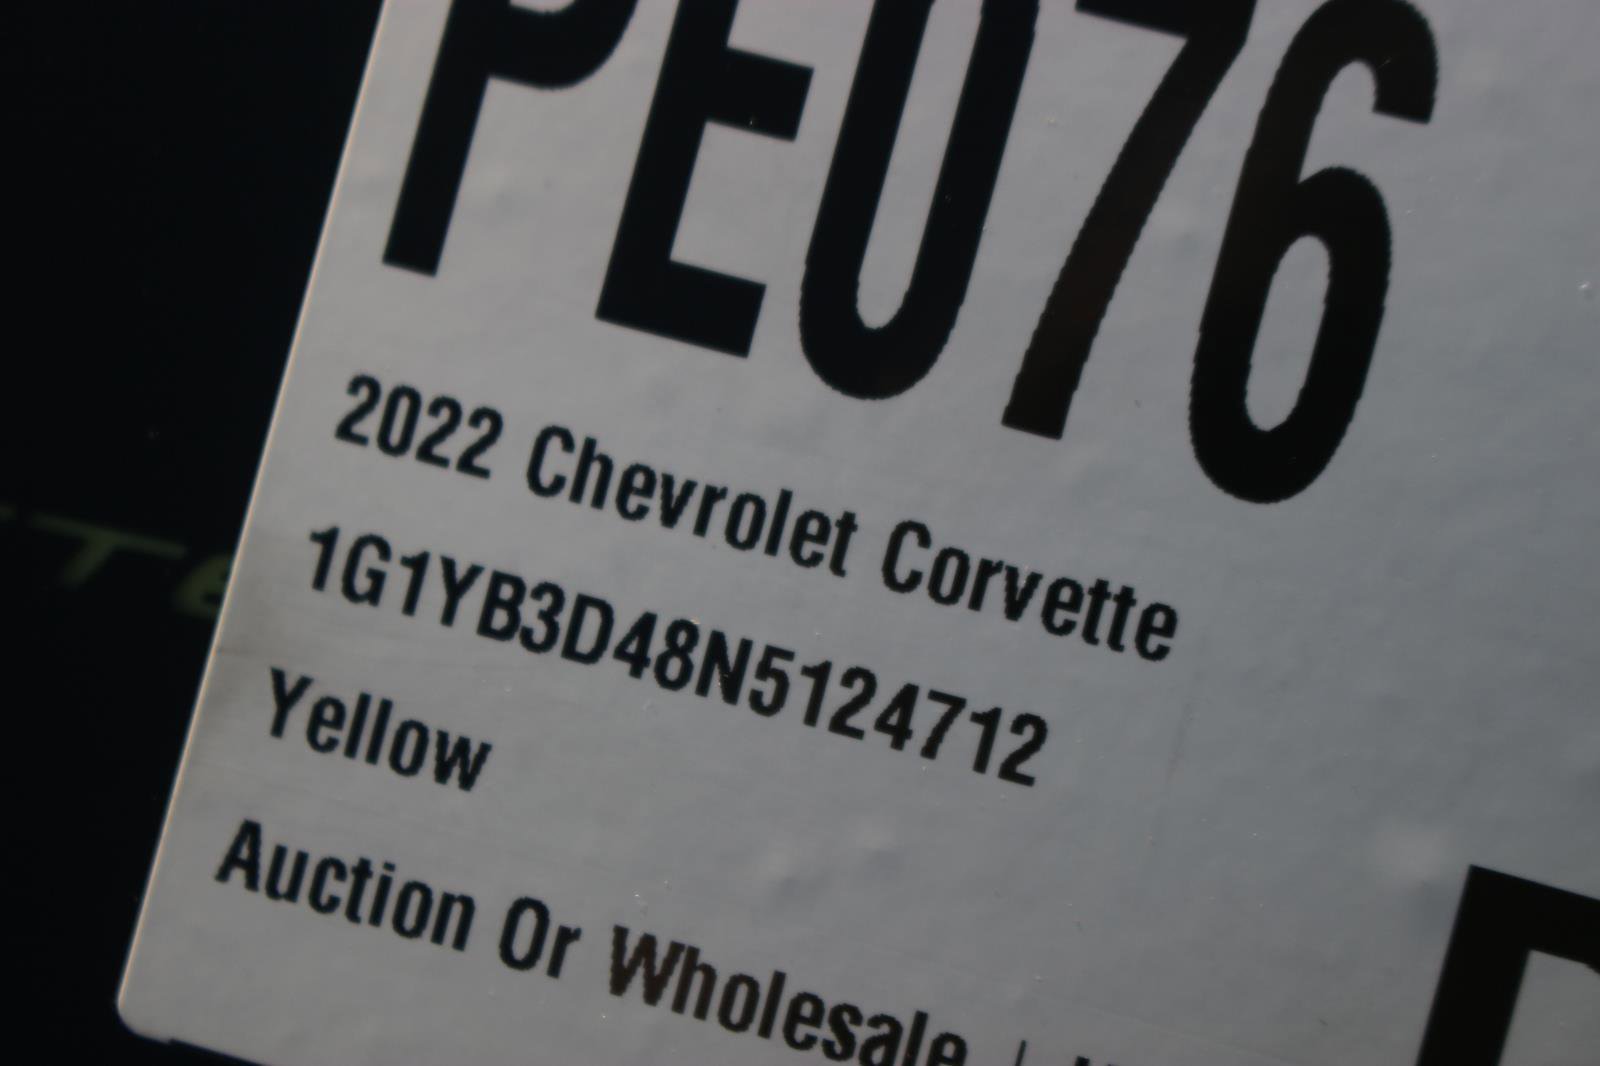 PE076
2022 Chevrolet Corvette
1G1YB3D48N5124712
Yellow
Auction Or Wholesale |